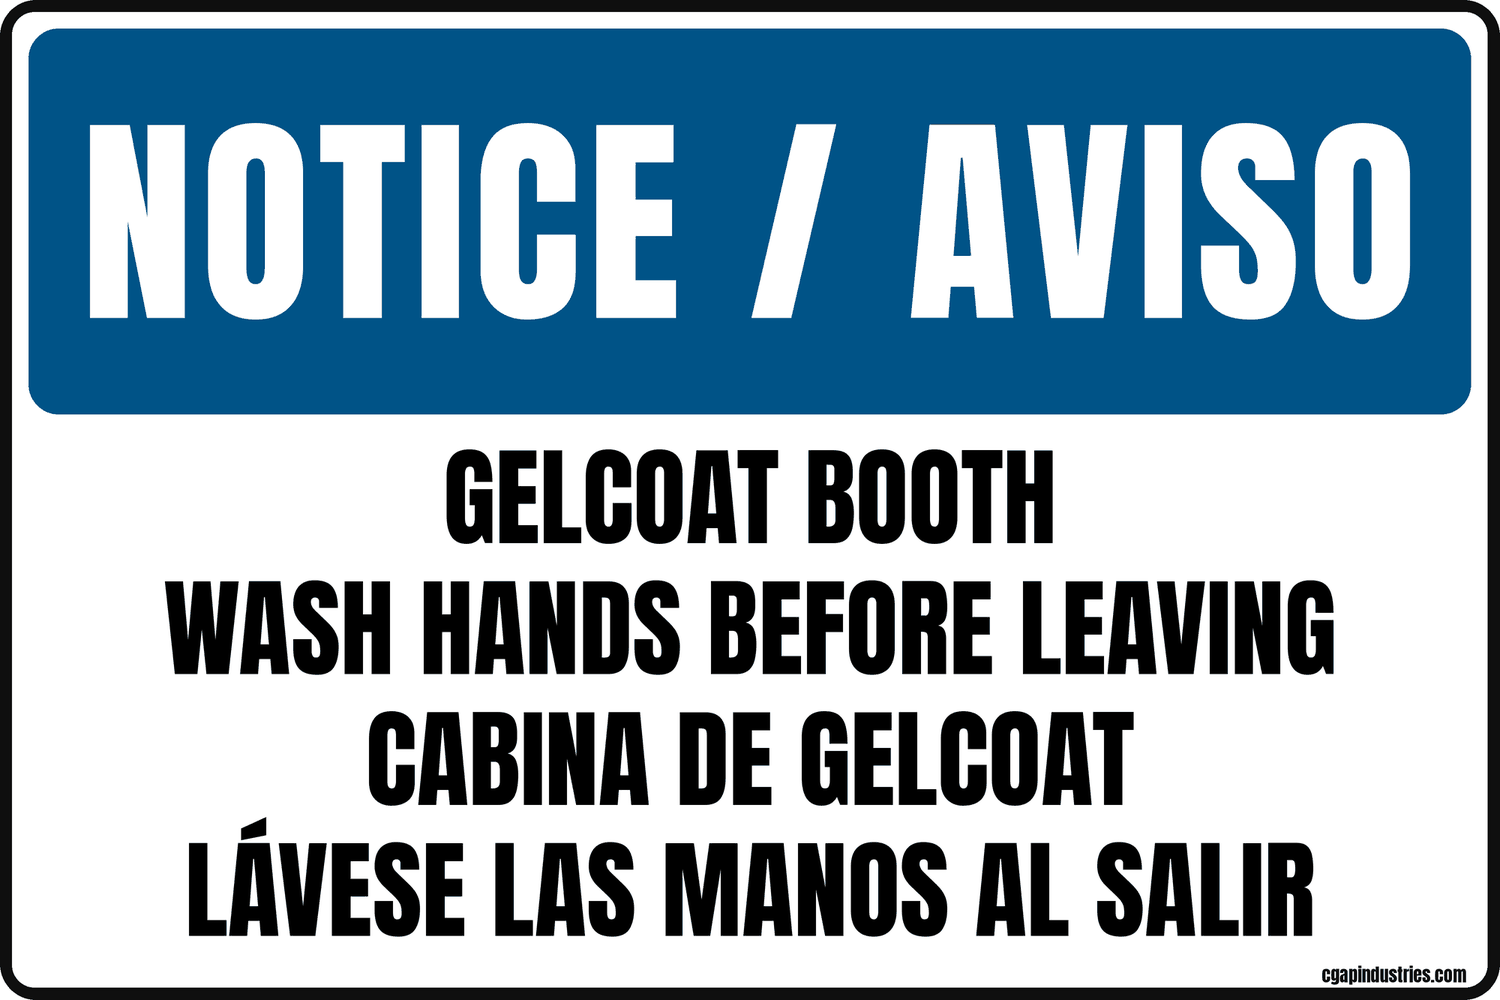 NOTICE / AVISO
GELCOAT BOOTH
WASH HANDS BEFORE LEAVING
CABINA DE GELCOAT
LÁVESE LAS MANOS AL SALIR
cgapindustries.com